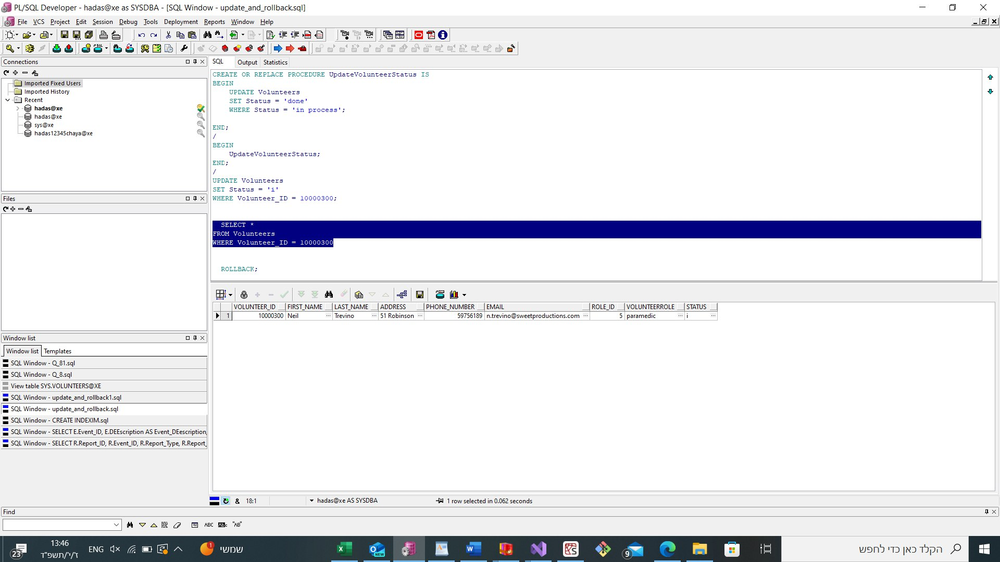 PL/SQL Developer - hadas@xe as SYSDBA - [SQL Window - update_and_rollback.sql]
File VCS Project Edit Session Debug Tools Deployment Reports Window Help
Connections
Imported Fixed Users
Imported History
Recent
hadas@xe
hadas@xe
sys@xe
hadas12345chaya@xe
Files
Window list
Window list Templates
SQL Window - Q_81.sql
SQL Window - Q_8.sql
View table SYS.VOLUNTEERS@XE
SQL Window - update_and_rollback1.sql
SQL Window - update_and_rollback.sql
SQL Window - CREATE INDEXIM.sql
SQL Window - SELECT E.Event_ID, E.DEEscription AS Event_DEescription,
SQL Window - SELECT R.Report_ID, R.Event_ID, R.Report_Type, R.Report_
SQL Output Statistics
CREATE OR REPLACE PROCEDURE UpdateVolunteerStatus IS
BEGIN
UPDATE Volunteers
SET Status = 'done'
WHERE Status = 'in process';
END;
/
BEGIN
UpdateVolunteerStatus;
END;
/
UPDATE Volunteers
SET Status = 'i'
WHERE Volunteer_ID = 10000300;
SELECT *
FROM Volunteers
WHERE Volunteer_ID = 10000300
ROLLBACK;
VOLUNTEER_ID FIRST_NAME LAST_NAME ADDRESS PHONE_NUMBER EMAIL ROLE_ID VOLUNTEERROLE STATUS
1 10000300 Neil ... Trevino ... 51 Robinson ... 59756189 n.trevino@sweetproductions.com ... 5 paramedic ... i ...
& 18:1 hadas@xe AS SYSDBA 1 row selected in 0.062 seconds
Find
ABC "AB"
23
13:46
ז'/י'/תשפ"ד
ENG
1
שמשי
NEW
9
הקלד כאן כדי לחפש